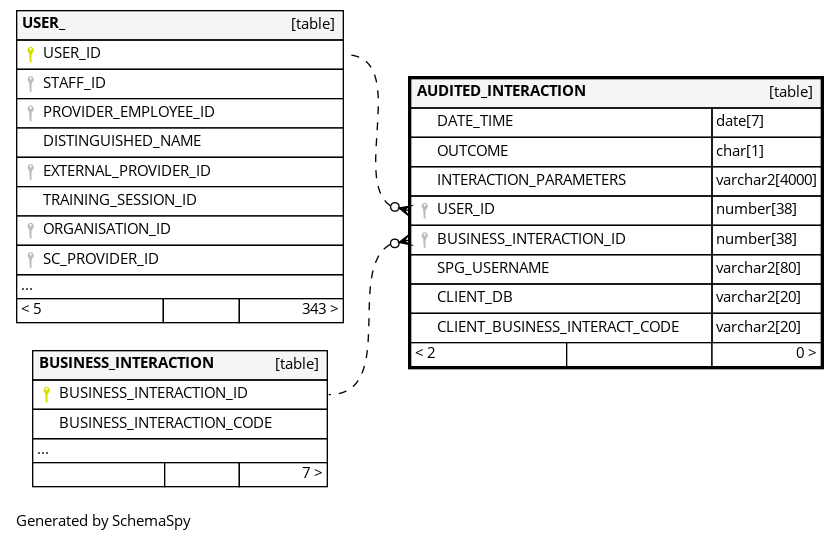 USER_ [table]
USER_ID
STAFF_ID
PROVIDER_EMPLOYEE_ID
DISTINGUISHED_NAME
EXTERNAL_PROVIDER_ID
TRAINING_SESSION_ID
ORGANISATION_ID
SC_PROVIDER_ID
...
< 5 343 >
BUSINESS_INTERACTION [table]
BUSINESS_INTERACTION_ID
BUSINESS_INTERACTION_CODE
...
7 >
AUDITED_INTERACTION [table]
DATE_TIME date[7]
OUTCOME char[1]
INTERACTION_PARAMETERS varchar2[4000]
USER_ID number[38]
BUSINESS_INTERACTION_ID number[38]
SPG_USERNAME varchar2[80]
CLIENT_DB varchar2[20]
CLIENT_BUSINESS_INTERACT_CODE varchar2[20]
< 2 0 >
Generated by SchemaSpy